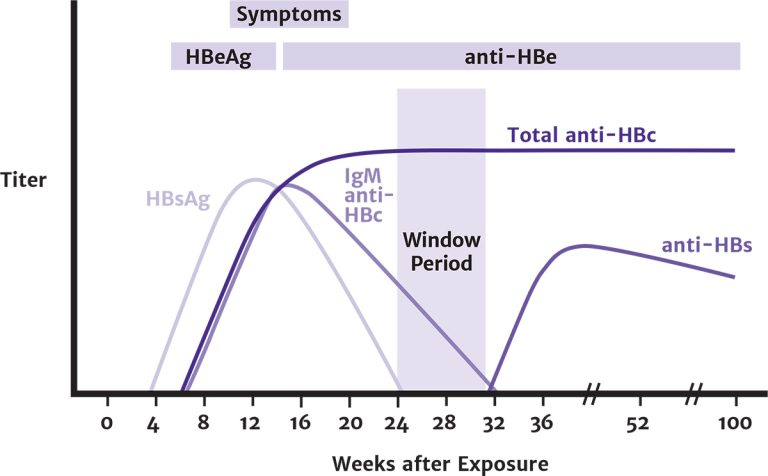 Symptoms
HBeAg
anti-HBe
Total anti-HBc
Titer
HBsAg
IgM
anti-
HBc
Window
Period
anti-HBs
0 4 8 12 16 20 24 28 32 36 52 100
Weeks after Exposure